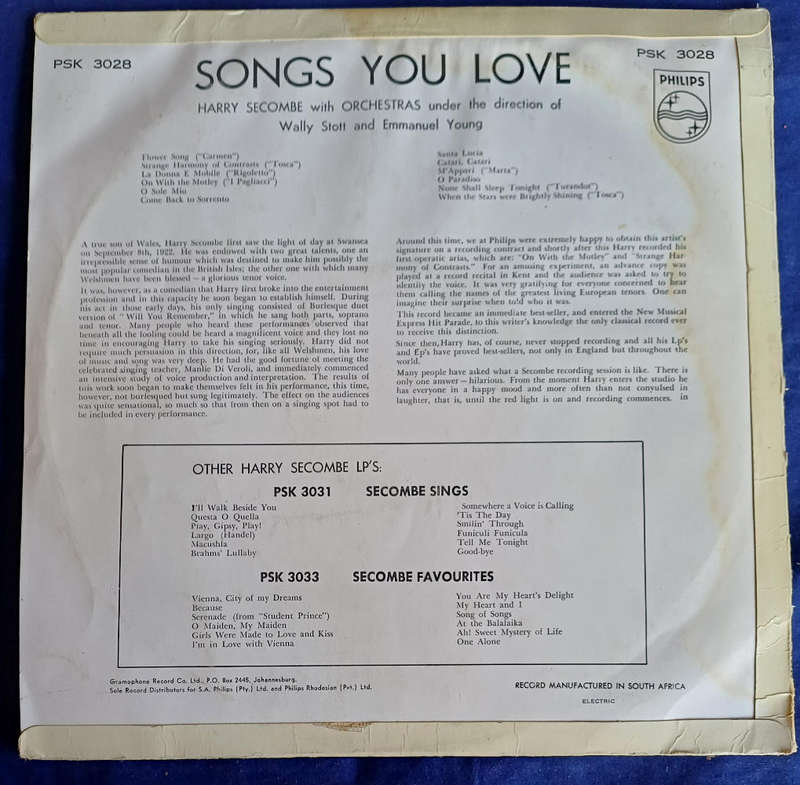 PSK 3028
PSK 3028
SONGS YOU LOVE
PHILIPS
HARRY SECOMBE with ORCHESTRAS under the direction of
Wally Stott and Emmanuel Young
Flower Song ("Carmen")
Strange Harmony of Contrasts ("Tosca")
La Donna E Mobile ("Rigoletto")
On With the Motley ("I Pagliacci")
O Sole Mio
Come Back to Sorrento
Santa Lucia
Catari, Catari
M'Appari ("Marta")
O Paradiso
None Shall Sleep Tonight ("Turandot")
When the Stars were Brightly Shining ("Tosca")
A true son of Wales, Harry Secombe first saw the light of day at Swansea
on September 8th, 1922. He was endowed with two great talents, one an
irrepressible sense of humour which was destined to make him possibly the
most popular comedian in the British Isles; the other one with which many
Welshmen have been blessed — a glorious tenor voice.
It was, however, as a comedian that Harry first broke into the entertainment
profession and in this capacity he soon began to establish himself. During
his act in those early days, his only singing consisted of Burlesque duet
version of "Will You Remember," in which he sang both parts, soprano
and tenor. Many people who heard these performances observed that
beneath all the fooling could be heard a magnificent voice and they lost no
time in encouraging Harry to take his singing seriously. Harry did not
require much persuasion in this direction, for, like all Welshmen, his love
of music and song was very deep. He had the good fortune of meeting the
celebrated singing teacher, Manlio Di Veroli, and immediately commenced
an intensive study of voice production and interpretation. The results of
this work soon began to make themselves felt in his performance, this time,
however, not burlesqued but sung legitimately. The effect on the audiences
was quite sensational, so much so that from then on a singing spot had to
be included in every performance.
Around this time, we at Philips were extremely happy to obtain this artist's
signature on a recording contract and shortly after this Harry recorded his
first operatic arias, which are: "On With the Motley" and "Strange Har-
mony of Contrasts." For an amusing experiment, an advance copy was
played at a record recital in Kent and the audience was asked to try to
identity the voice. It was very gratifying for everyone concerned to hear
them calling the names of the greatest living European tenors. One can
imagine their surprise when told who it was.
This record became an immediate best-seller, and entered the New Musical
Express Hit Parade, to this writer's knowledge the only classical record ever
to receive this distinction.
Since then, Harry has, of course, never stopped recording and all his Lp's
and Ep's have proved best-sellers, not only in England but throughout the
world.
Many people have asked what a Secombe recording session is like. There is
only one answer — hilarious. From the moment Harry enters the studio he
has everyone in a happy mood and more often than not conyulsed in
laughter, that is, until the red light is on and recording commences. in
OTHER HARRY SECOMBE LP'S:
PSK 3031 SECOMBE SINGS
I'll Walk Beside You
Questa O Quella
Play, Gipsy, Play!
Largo (Handel)
Macushla
Brahms' Lullaby
Somewhere a Voice is Calling
'Tis The Day
Smilin' Through
Funiculi Funicula
Tell Me Tonight
Good-bye
PSK 3033 SECOMBE FAVOURITES
Vienna, City of my Dreams
Because
Serenade (from "Student Prince")
O Maiden, My Maiden
Girls Were Made to Love and Kiss
I'm in Love with Vienna
You Are My Heart's Delight
My Heart and I
Song of Songs
At the Balalaika
Ah! Sweet Mystery of Life
One Alone
Gramophone Record Co. Ltd., P.O. Box 2445, Johannesburg.
Sole Record Distributors for S.A. Philips (Pty.) Ltd. and Philips Rhodesian (Pvt.) Ltd.
RECORD MANUFACTURED IN SOUTH AFRICA
ELECTRIC